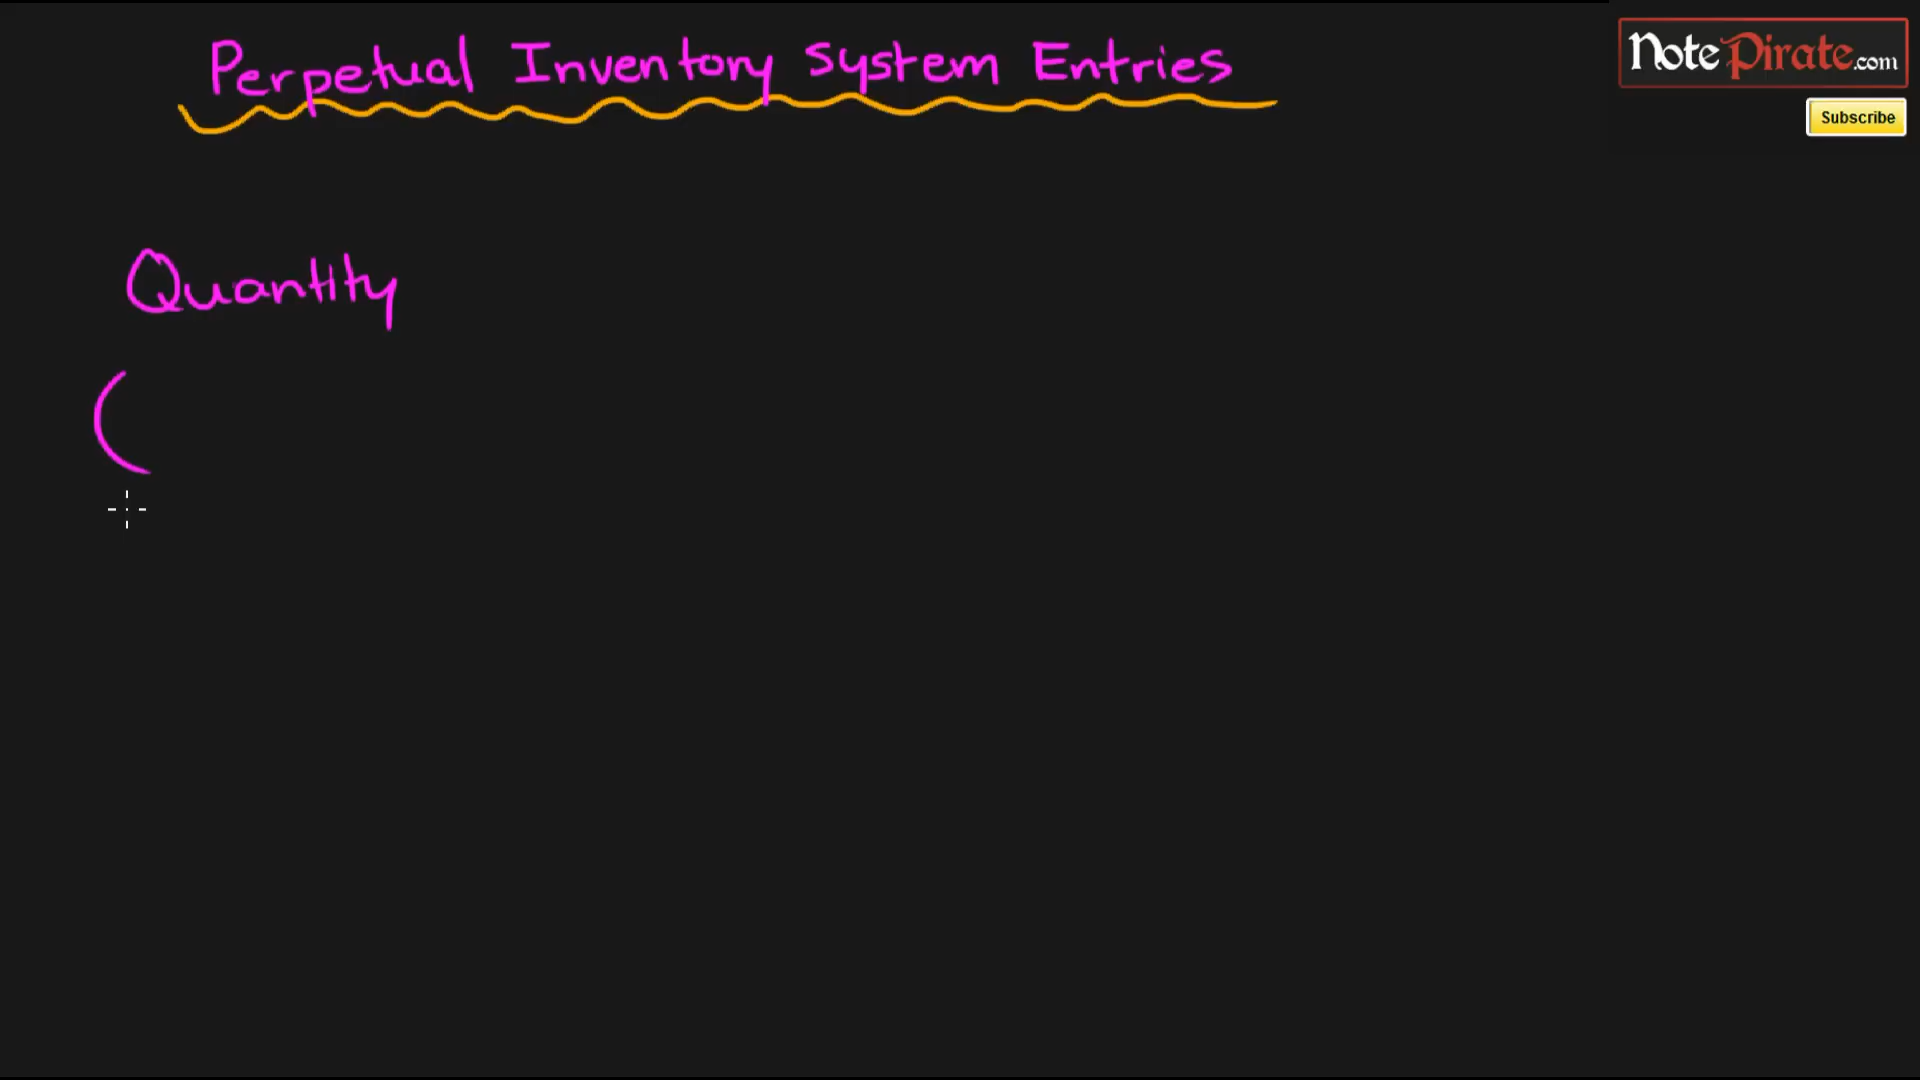 Perpetual Inventory System Entries
NotePirate.com
Subscribe
Quantity
(